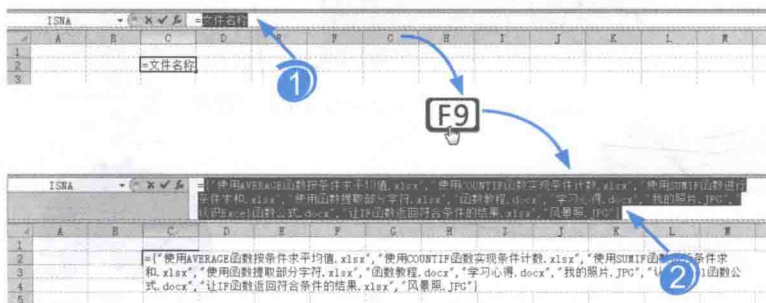 ISNA
=文件名称
A B C D E F G H I J K L M
1
2 =文件名称
3
1
F9
ISNA
={"使用AVERAGE函数按条件求平均值.xlsx","使用COUNTIF函数实现条件计数.xlsx","使用SUMIF函数进行
条件求和.xlsx","使用函数提取部分字符.xlsx","函数教程.docx","学习心得.docx","我的照片.JPG","
认识Excel函数公式.docx","让IF函数返回符合条件的结果.xlsx","风景照.JPG"}
2
A B C D E F G H I J K L M
1
2 ={"使用AVERAGE函数按条件求平均值.xlsx","使用COUNTIF函数实现条件计数.xlsx","使用SUMIF函数 条件求
3 和.xlsx","使用函数提取部分字符.xlsx","函数教程.docx","学习心得.docx","我的照片.JPG"," l函数公
4 式.docx","让IF函数返回符合条件的结果.xlsx","风景照.JPG"}
5